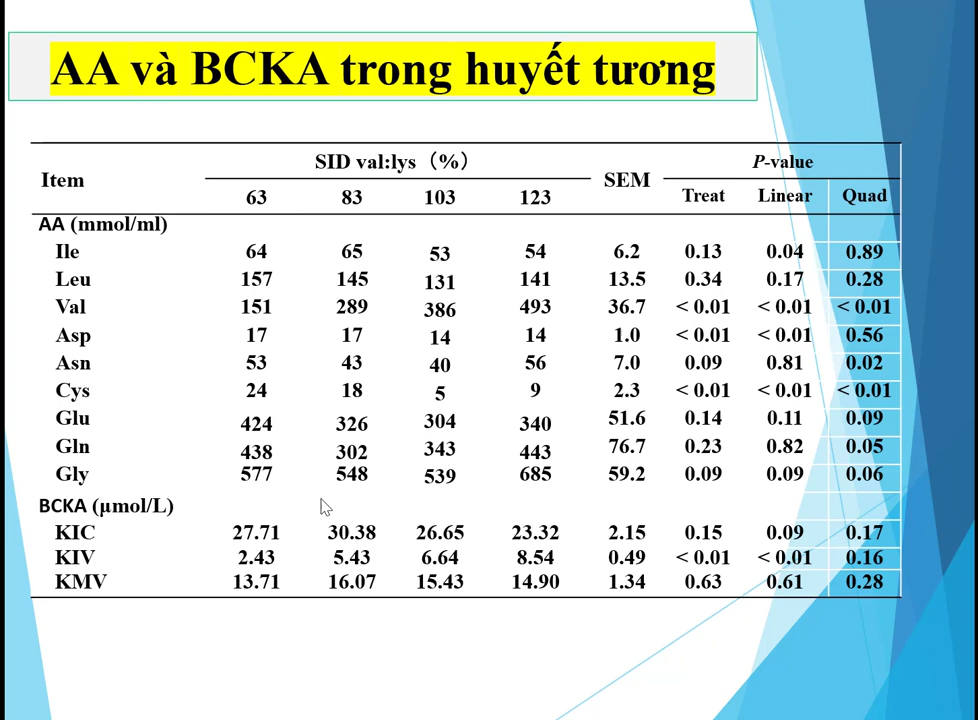 AA và BCKA trong huyết tương
Item SID val:lys（%） SEM P-value
63 83 103 123 Treat Linear Quad
AA (mmol/ml)
Ile 64 65 53 54 6.2 0.13 0.04 0.89
Leu 157 145 131 141 13.5 0.34 0.17 0.28
Val 151 289 386 493 36.7 < 0.01 < 0.01 < 0.01
Asp 17 17 14 14 1.0 < 0.01 < 0.01 0.56
Asn 53 43 40 56 7.0 0.09 0.81 0.02
Cys 24 18 5 9 2.3 < 0.01 < 0.01 < 0.01
Glu 424 326 304 340 51.6 0.14 0.11 0.09
Gln 438 302 343 443 76.7 0.23 0.82 0.05
Gly 577 548 539 685 59.2 0.09 0.09 0.06
BCKA (µmol/L)
KIC 27.71 30.38 26.65 23.32 2.15 0.15 0.09 0.17
KIV 2.43 5.43 6.64 8.54 0.49 < 0.01 < 0.01 0.16
KMV 13.71 16.07 15.43 14.90 1.34 0.63 0.61 0.28